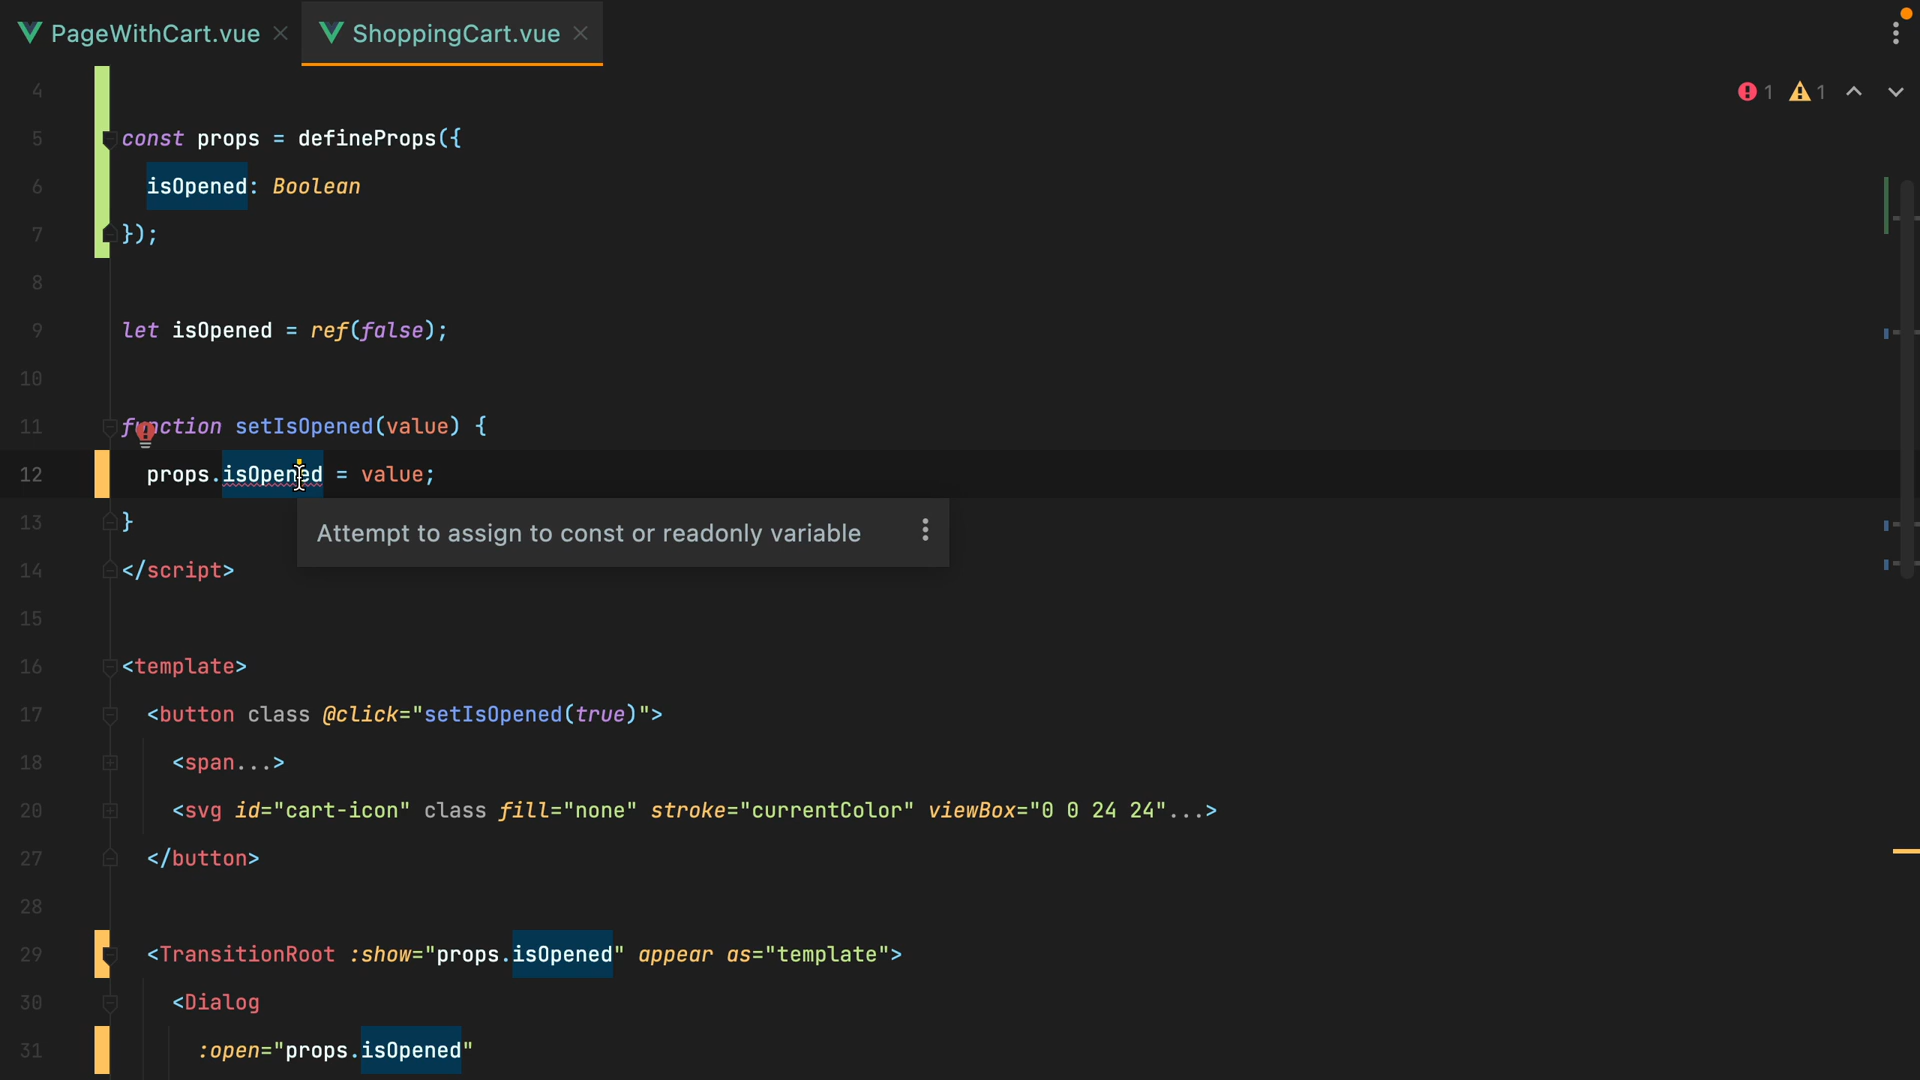 PageWithCart.vue
ShoppingCart.vue
1 1
4
5 const props = defineProps({
6 isOpened: Boolean
7 });
8
9 let isOpened = ref(false);
10
11 function setIsOpened(value) {
12 props.isOpened = value;
13 }
Attempt to assign to const or readonly variable
14 </script>
15
16 <template>
17 <button class @click="setIsOpened(true)">
18 <span...>
20 <svg id="cart-icon" class fill="none" stroke="currentColor" viewBox="0 0 24 24"...>
27 </button>
28
29 <TransitionRoot :show="props.isOpened" appear as="template">
30 <Dialog
31 :open="props.isOpened"